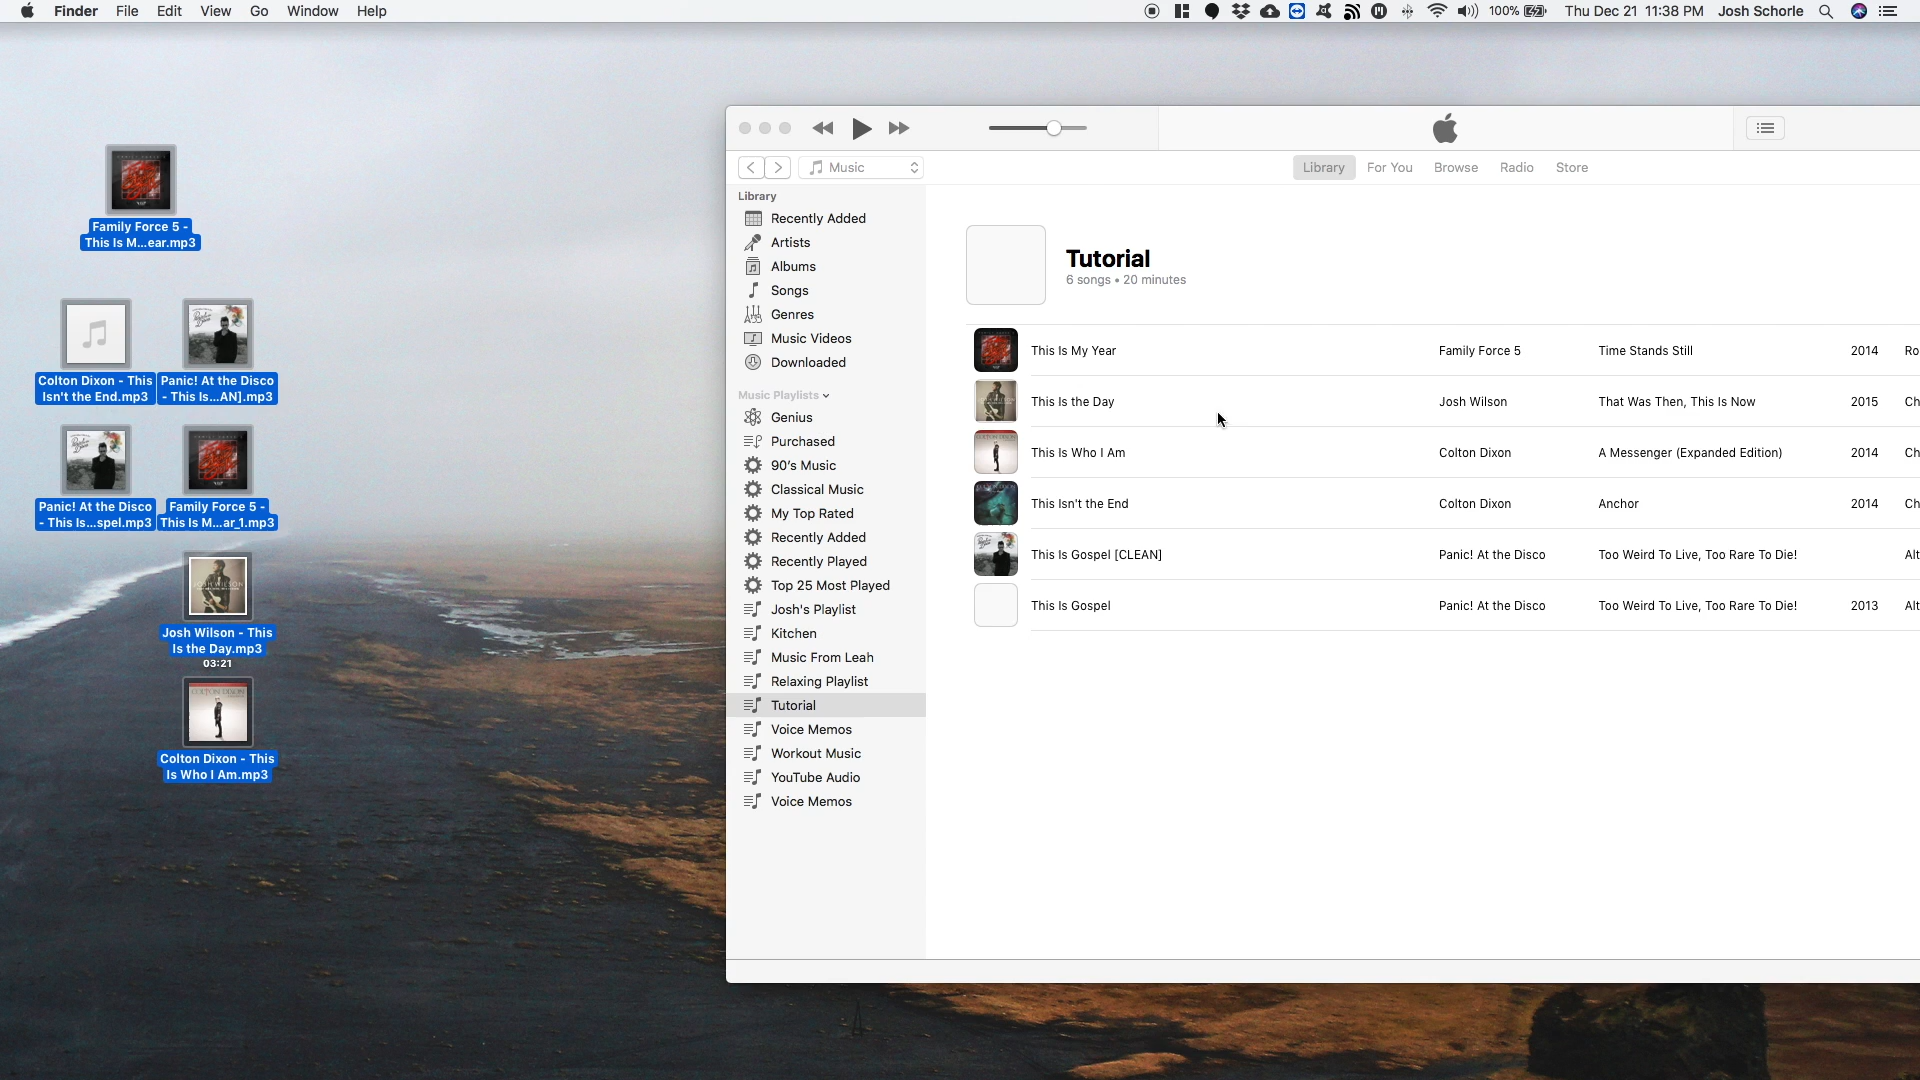 Finder File Edit View Go Window Help 100% Thu Dec 21 11:38 PM Josh Schorle
Family Force 5 -
This Is M...ear.mp3
Colton Dixon - This
Isn't the End.mp3
Panic! At the Disco
- This Is...AN].mp3
Panic! At the Disco
- This Is...spel.mp3
Family Force 5 -
This Is M...ar_1.mp3
Josh Wilson - This
Is the Day.mp3
03:21
Colton Dixon - This
Is Who I Am.mp3
Music
Library For You Browse Radio Store
Library
Recently Added
Artists
Albums
Songs
Genres
Music Videos
Downloaded
Music Playlists
Genius
Purchased
90's Music
Classical Music
My Top Rated
Recently Added
Recently Played
Top 25 Most Played
Josh's Playlist
Kitchen
Music From Leah
Relaxing Playlist
Tutorial
Voice Memos
Workout Music
YouTube Audio
Voice Memos
Tutorial
6 songs • 20 minutes
This Is My Year Family Force 5 Time Stands Still 2014 Ro
This Is the Day Josh Wilson That Was Then, This Is Now 2015 Ch
This Is Who I Am Colton Dixon A Messenger (Expanded Edition) 2014 Ch
This Isn't the End Colton Dixon Anchor 2014 Ch
This Is Gospel [CLEAN] Panic! At the Disco Too Weird To Live, Too Rare To Die! Alt
This Is Gospel Panic! At the Disco Too Weird To Live, Too Rare To Die! 2013 Alt